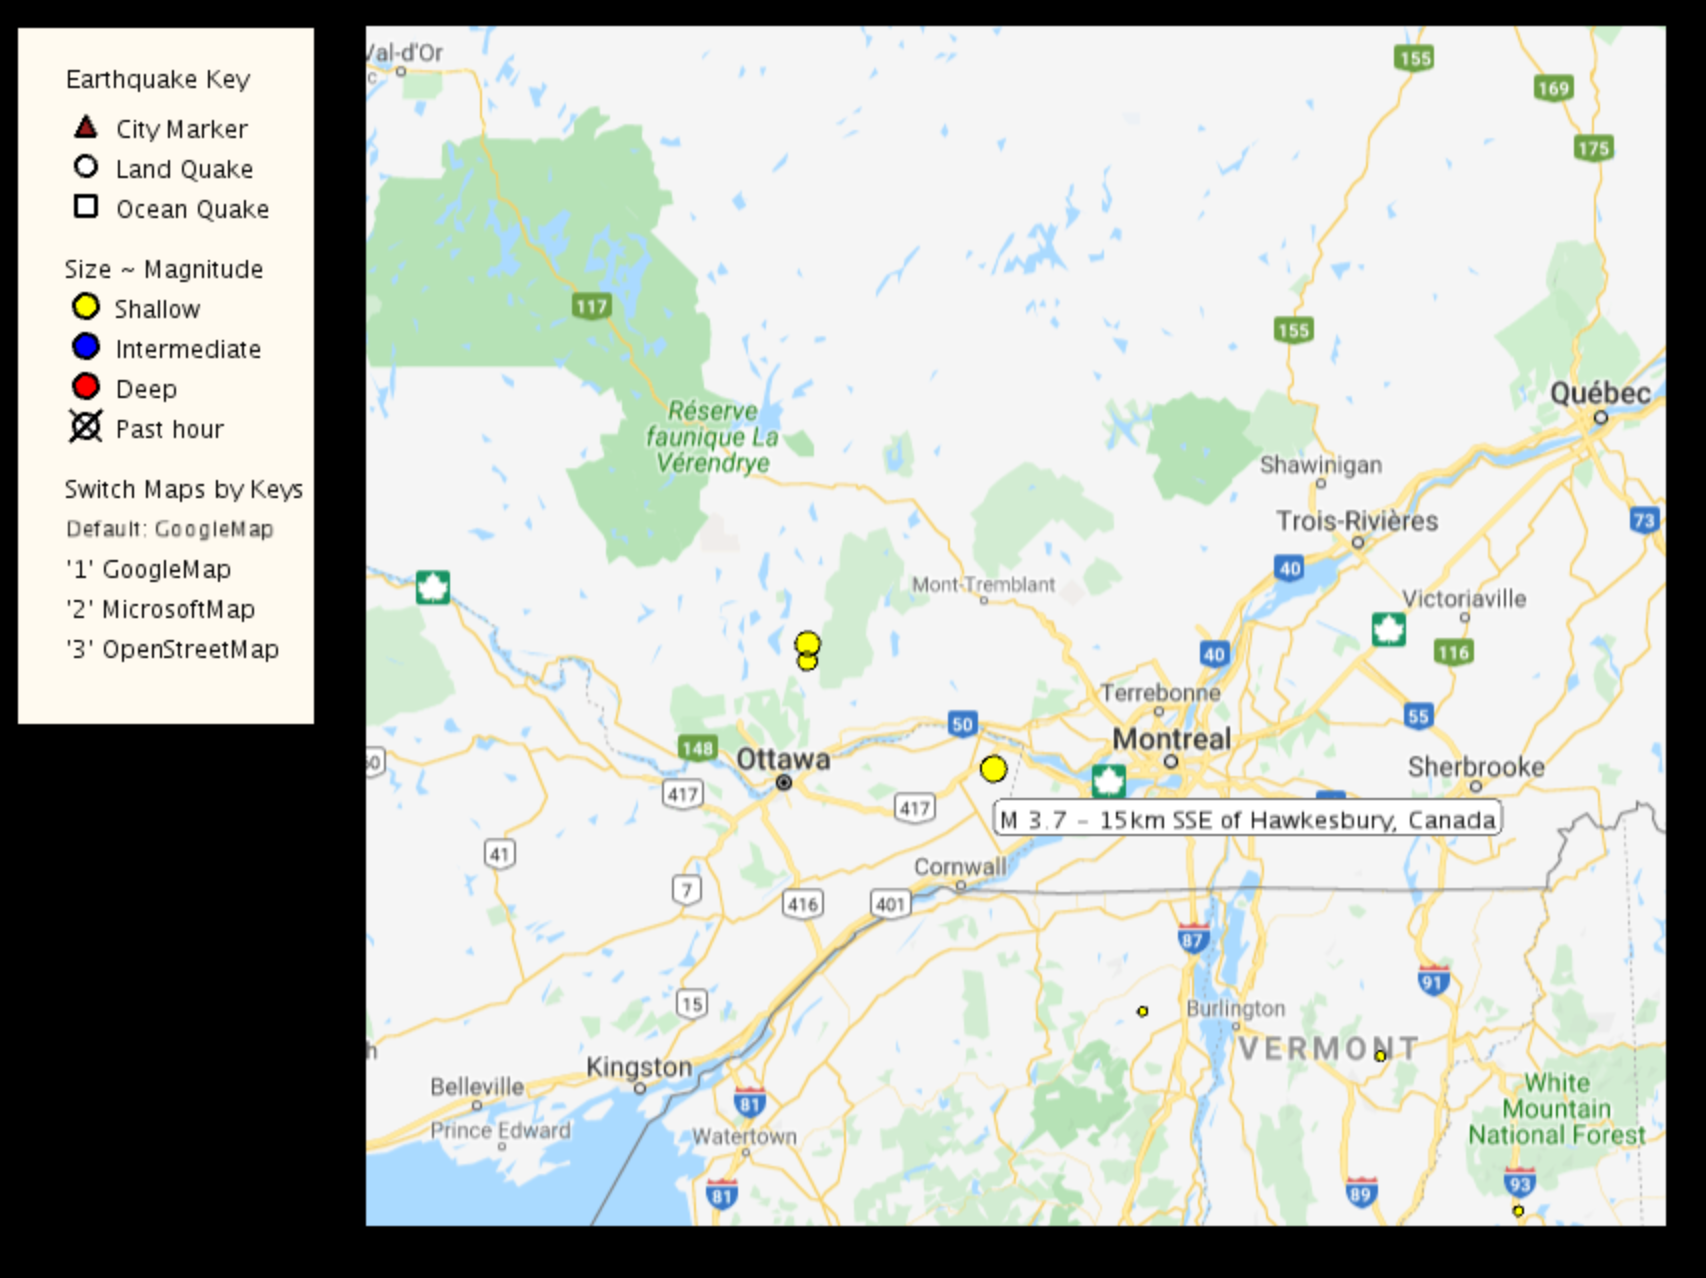 Earthquake Key
City Marker
Land Quake
Ocean Quake
Size ~ Magnitude
Shallow
Intermediate
Deep
Past hour
Switch Maps by Keys
Default: GoogleMap
'1' GoogleMap
'2' MicrosoftMap
'3' OpenStreetMap
Val-d'Or
c
155
169
175
117
155
Québec
Réserve
faunique La
Vérendrye
Shawinigan
Trois-Rivières
73
40
Mont-Tremblant
Victoriaville
40
116
Terrebonne
50
55
148
Ottawa
Montreal
60
Sherbrooke
417
417
M 3.7 - 15km SSE of Hawkesbury, Canada
41
Cornwall
7
416
401
87
91
15
Burlington
VERMONT
h
Kingston
Belleville
81
White
Mountain
National Forest
Prince Edward
Watertown
81
89
93